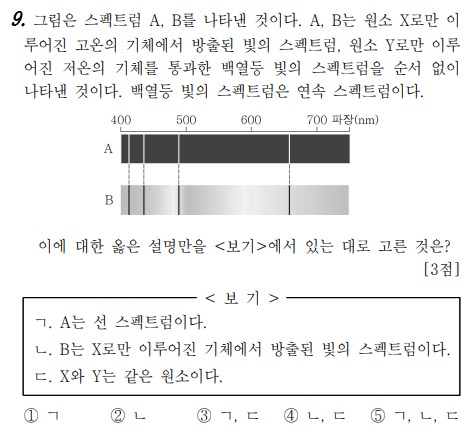 9. 그림은 스펙트럼 A, B를 나타낸 것이다. A, B는 원소 X로만 이
루어진 고온의 기체에서 방출된 빛의 스펙트럼, 원소 Y로만 이루
어진 저온의 기체를 통과한 백열등 빛의 스펙트럼을 순서 없이
나타낸 것이다. 백열등 빛의 스펙트럼은 연속 스펙트럼이다.
400 500 600 700 파장(nm)
A
B
이에 대한 옳은 설명만을 <보기>에서 있는 대로 고른 것은?
[3점]
< 보 기 >
ㄱ. A는 선 스펙트럼이다.
ㄴ. B는 X로만 이루어진 기체에서 방출된 빛의 스펙트럼이다.
ㄷ. X와 Y는 같은 원소이다.
① ㄱ ② ㄴ ③ ㄱ, ㄷ ④ ㄴ, ㄷ ⑤ ㄱ, ㄴ, ㄷ